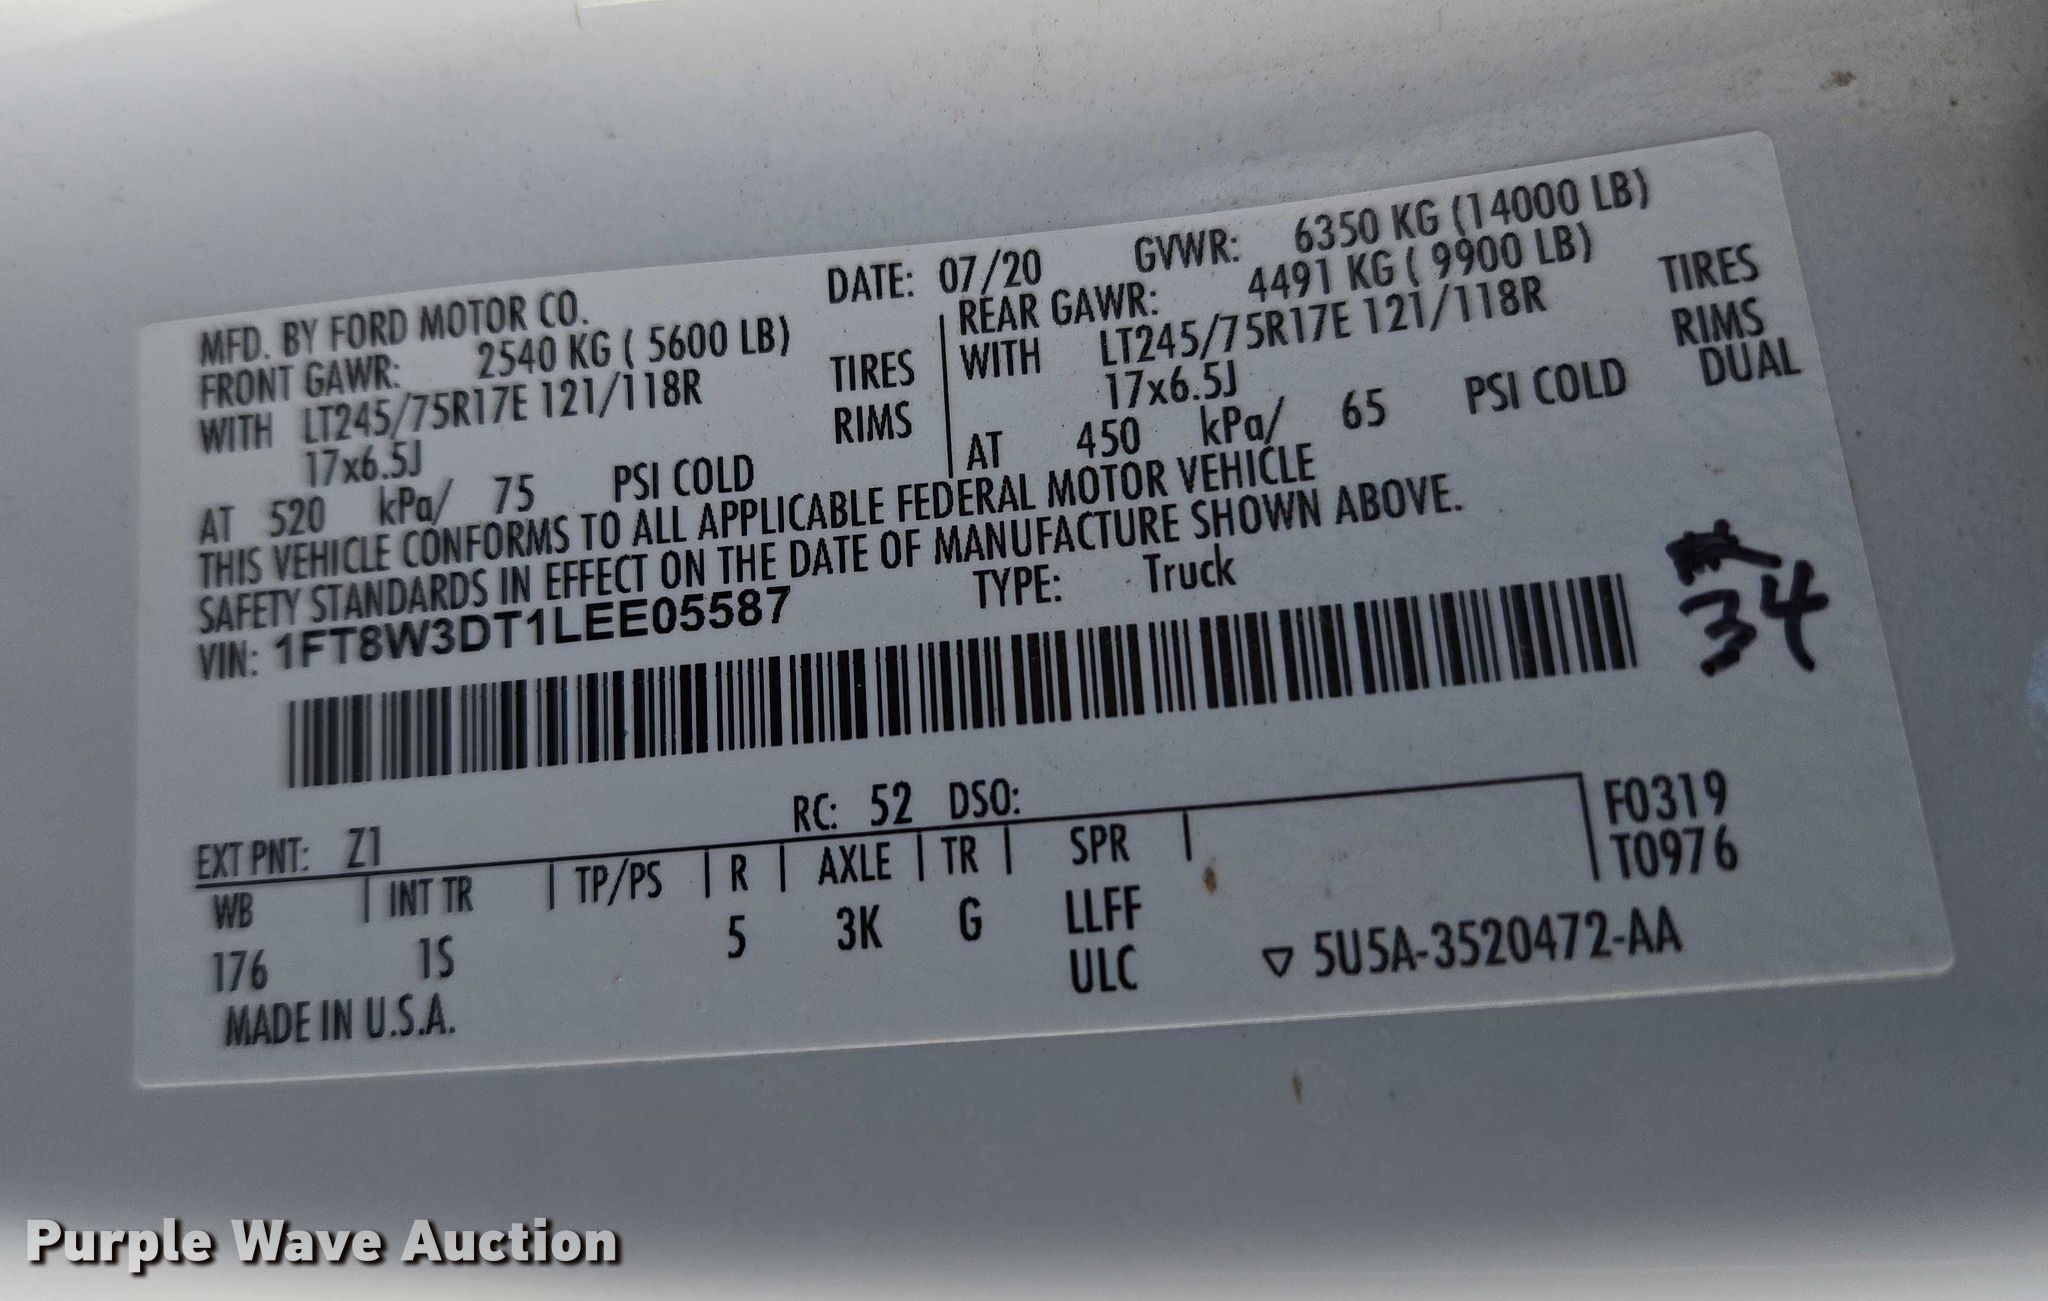 MFD. BY FORD MOTOR CO. DATE: 07/20 GVWR: 6350 KG (14000 LB)
FRONT GAWR: 2540 KG ( 5600 LB) REAR GAWR: 4491 KG ( 9900 LB)
WITH LT245/75R17E 121/118R TIRES WITH LT245/75R17E 121/118R TIRES
17x6.5J RIMS 17x6.5J RIMS
AT 520 kPa/ 75 PSI COLD AT 450 kPa/ 65 PSI COLD DUAL
THIS VEHICLE CONFORMS TO ALL APPLICABLE FEDERAL MOTOR VEHICLE
SAFETY STANDARDS IN EFFECT ON THE DATE OF MANUFACTURE SHOWN ABOVE.
VIN: 1FT8W3DT1LEE05587 TYPE: Truck
34
EXT PNT: Z1 RC: 52 DSO:
WB | INT TR | TP/PS | R | AXLE | TR | SPR | F0319
T0976
176 1S 5 3K G LLFF
ULC ▽ 5U5A-3520472-AA
MADE IN U.S.A.
Purple Wave Auction